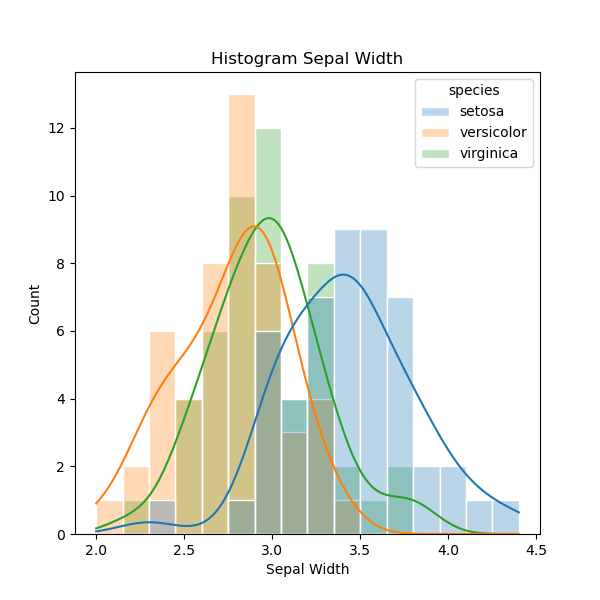 Histogram Sepal Width
species
setosa
versicolor
virginica
Count
12
10
8
6
4
2
0
2.0 2.5 3.0 3.5 4.0 4.5
Sepal Width